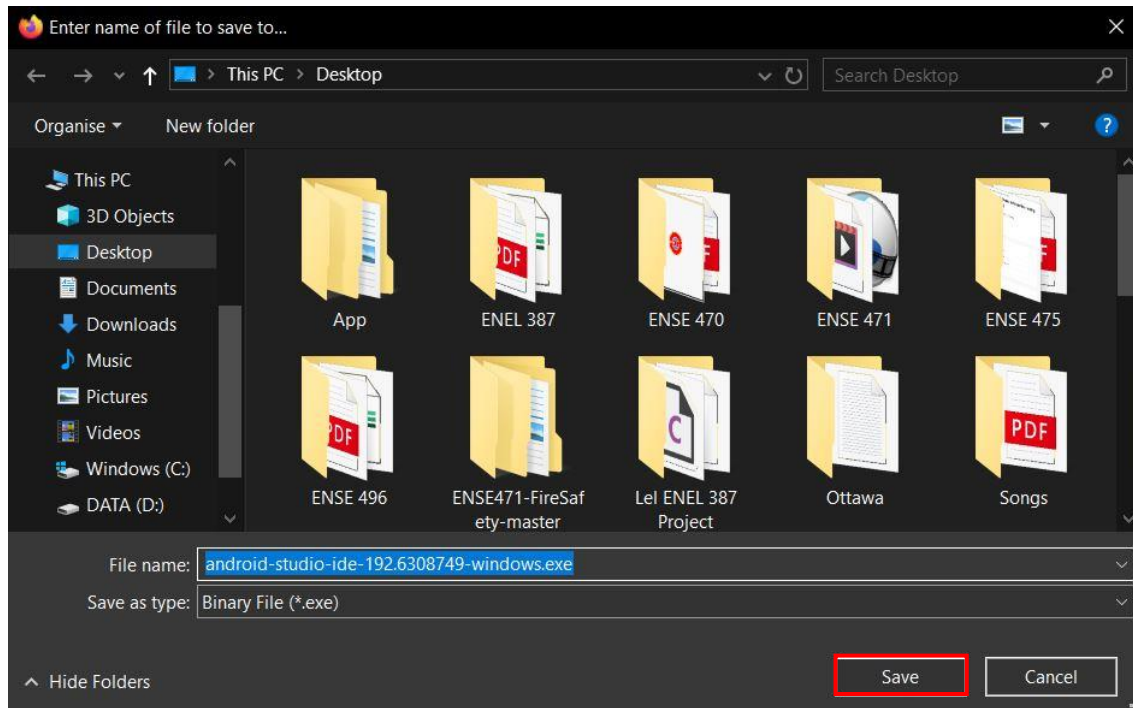 Enter name of file to save to...
This PC > Desktop
Search Desktop
Organise
New folder
This PC
3D Objects
Desktop
Documents
Downloads
Music
Pictures
Videos
Windows (C:)
DATA (D:)
App
ENEL 387
ENSE 470
ENSE 471
ENSE 475
ENSE 496
ENSE471-FireSaf
ety-master
Lel ENEL 387
Project
Ottawa
Songs
PDF
PDF
PDF
C
File name: android-studio-ide-192.6308749-windows.exe
Save as type: Binary File (*.exe)
Hide Folders
Save
Cancel